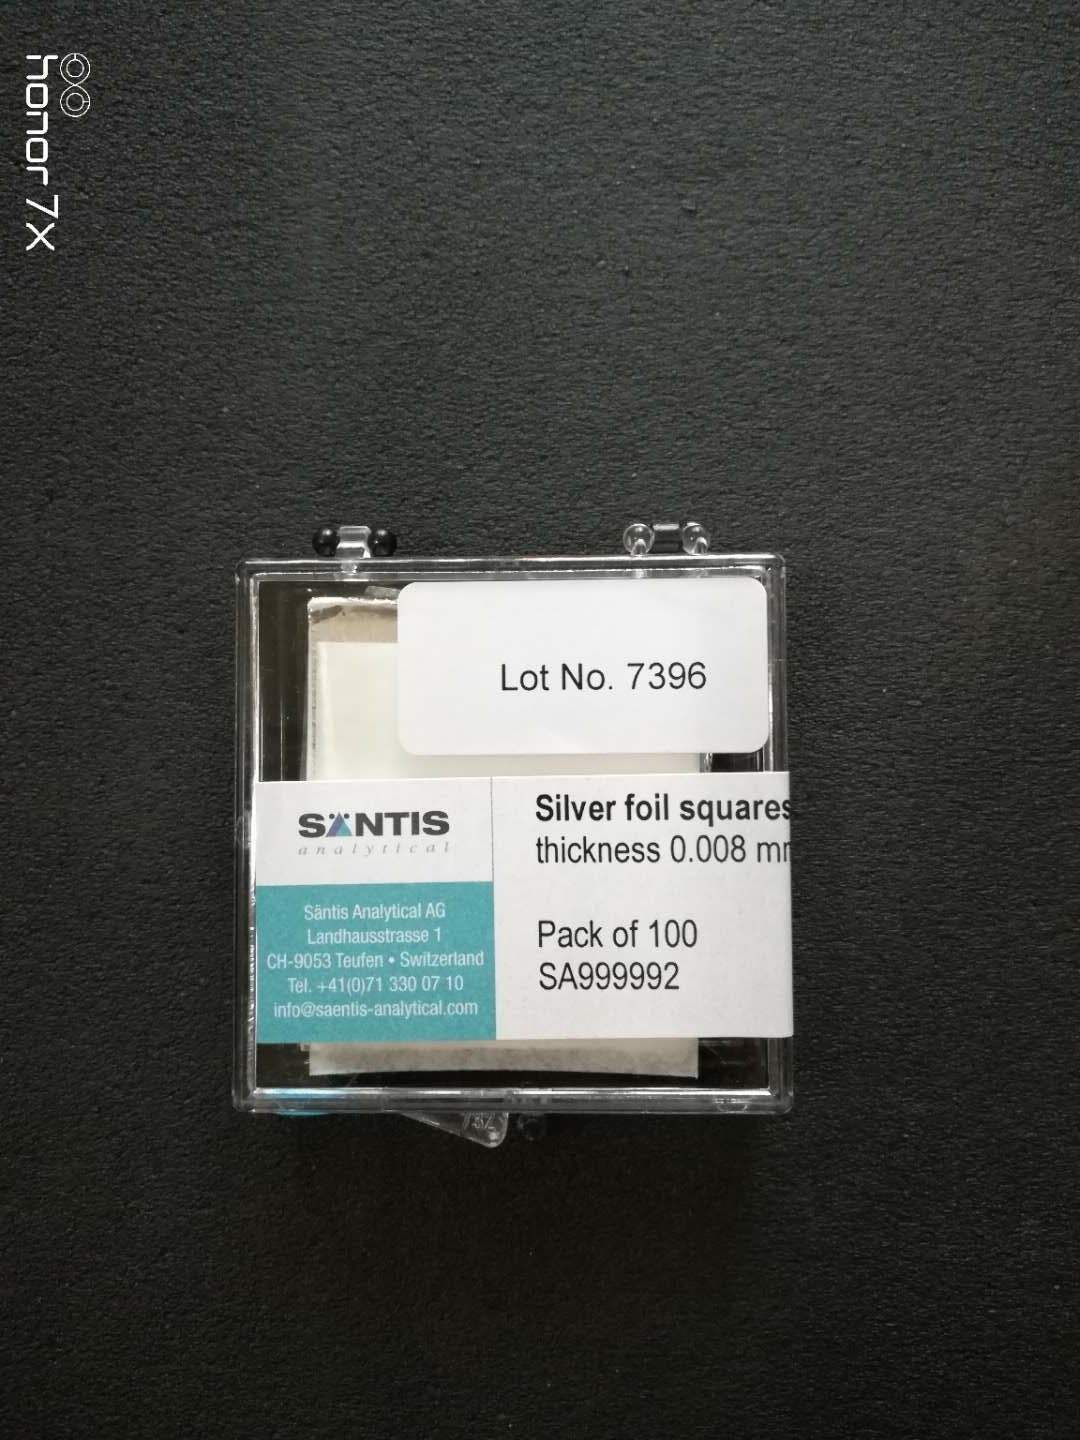 honor 7X
Lot No. 7396
SÄNTIS
analytical
Säntis Analytical AG
Landhausstrasse 1
CH-9053 Teufen • Switzerland
Tel. +41(0)71 330 07 10
info@saentis-analytical.com
Silver foil squares
thickness 0.008 mm
Pack of 100
SA999992